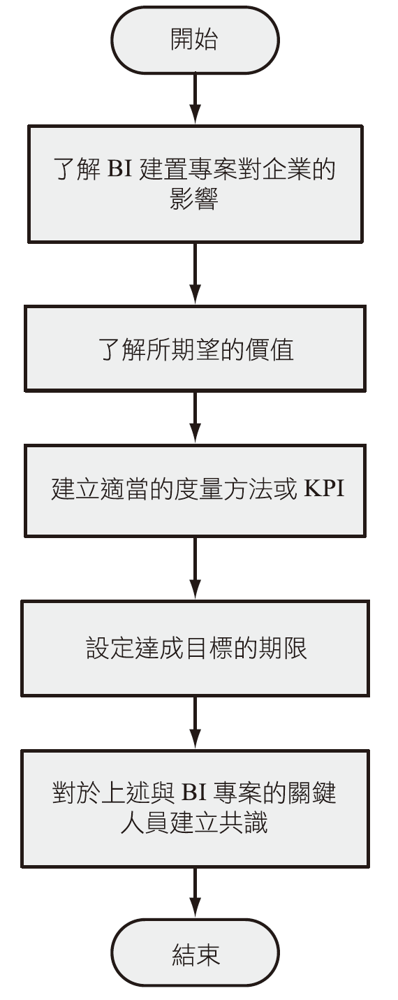 開始
了解 BI 建置專案對企業的
影響
了解所期望的價值
建立適當的度量方法或 KPI
設定達成目標的期限
對於上述與 BI 專案的關鍵
人員建立共識
結束